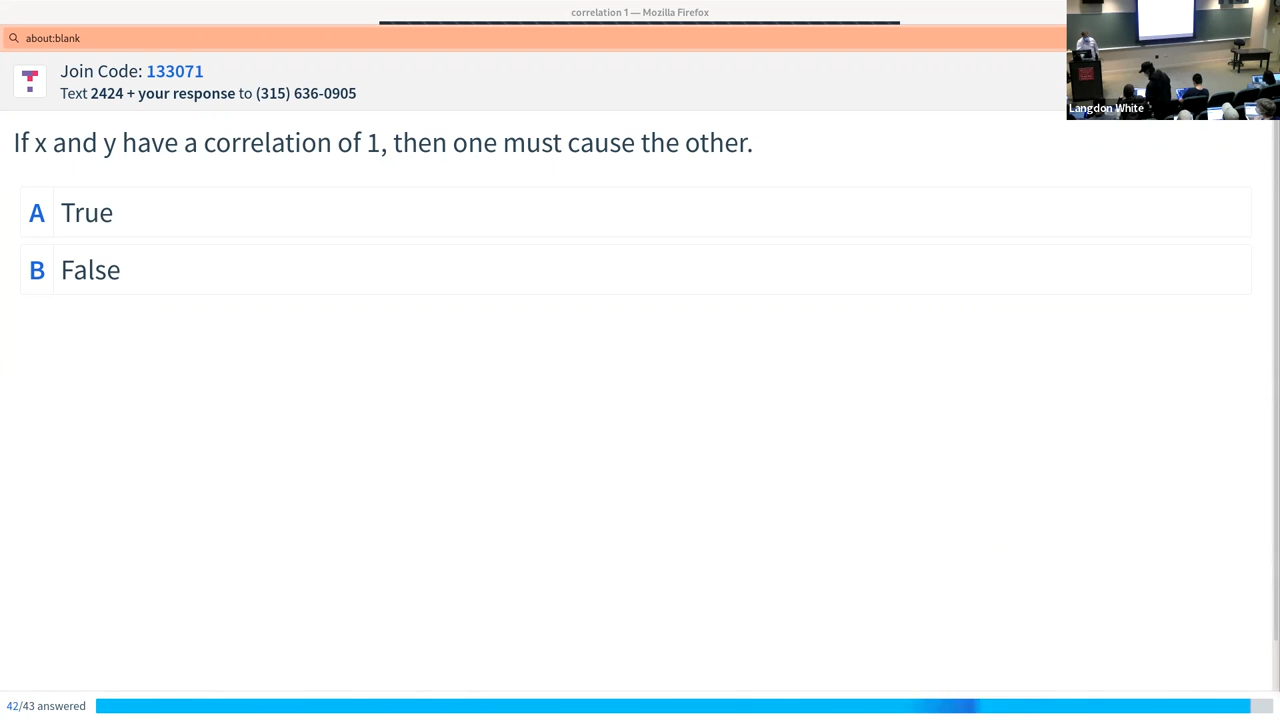 correlation 1 — Mozilla Firefox
about:blank
Join Code: 133071
Text 2424 + your response to (315) 636-0905
Langdon White
If x and y have a correlation of 1, then one must cause the other.
A True
B False
42/43 answered